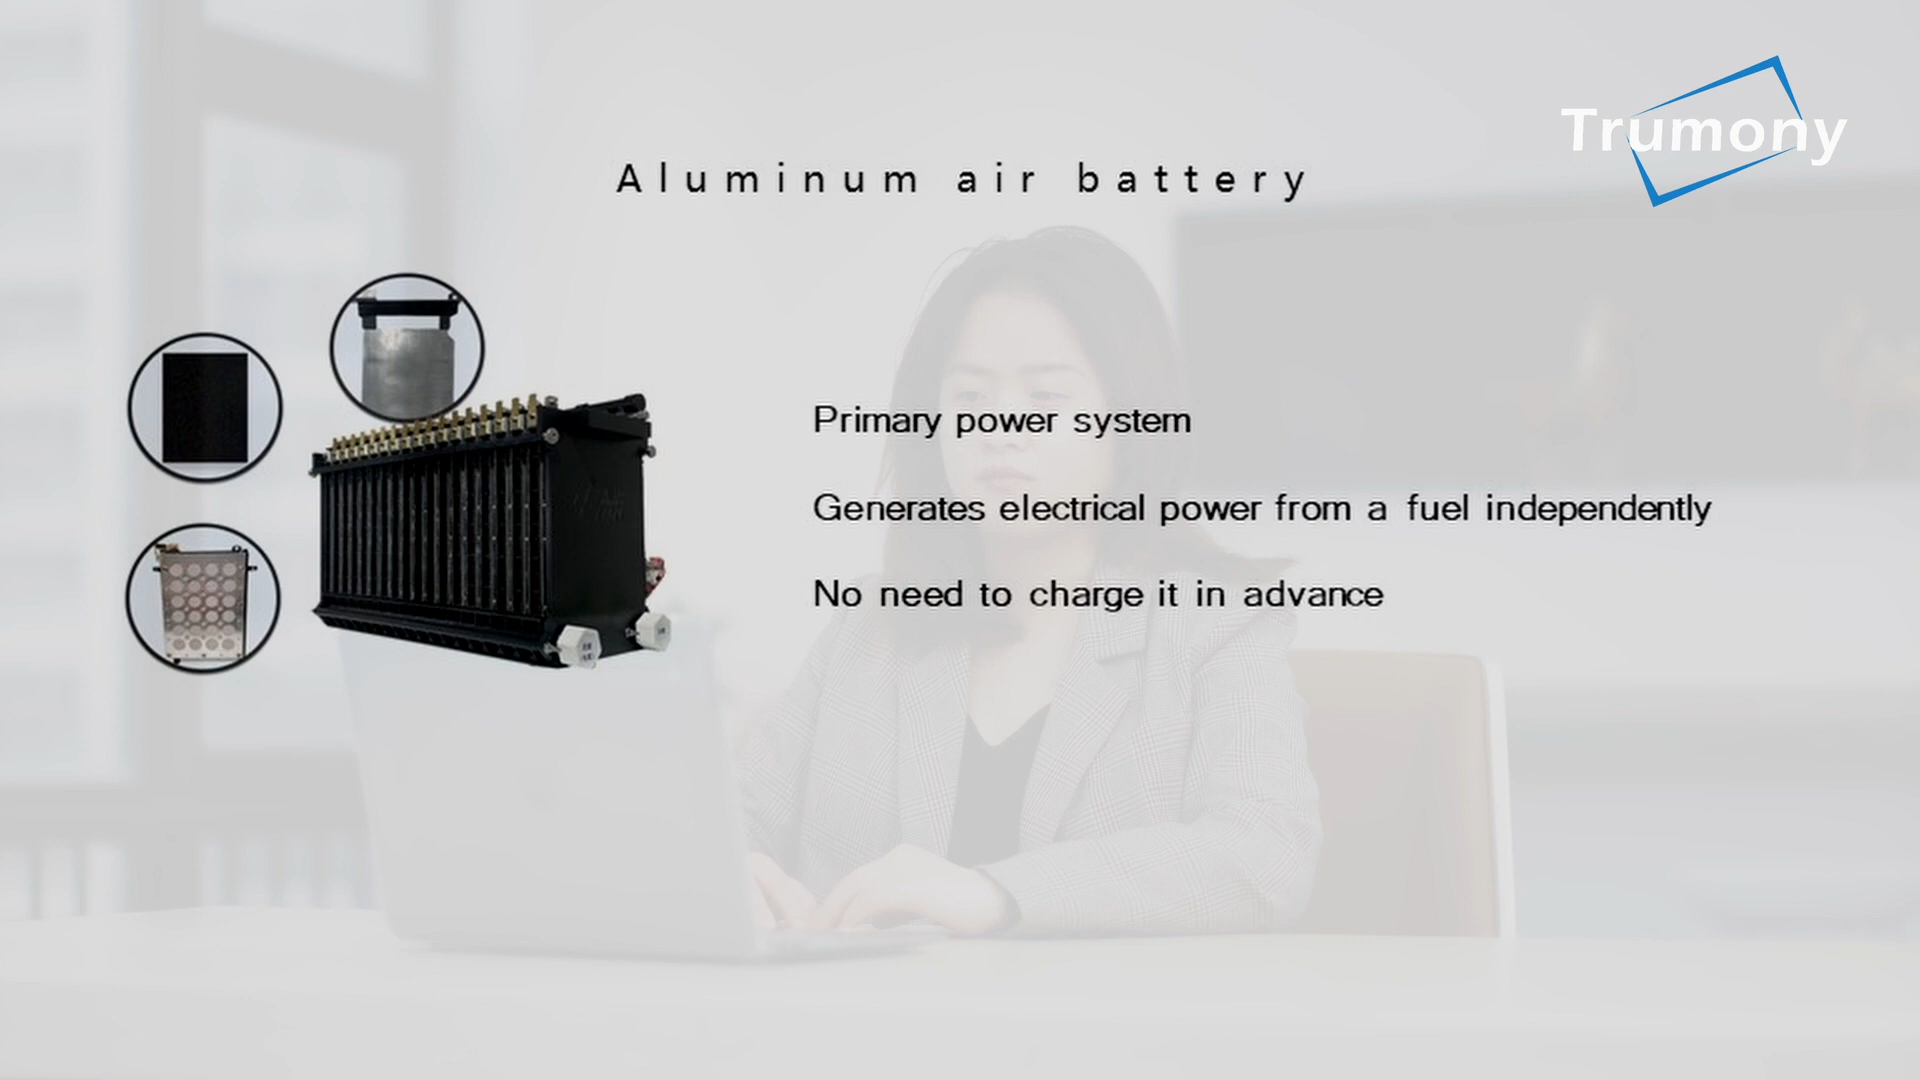 Trumony
Aluminum air battery
Primary power system
Generates electrical power from a fuel independently
No need to charge it in advance